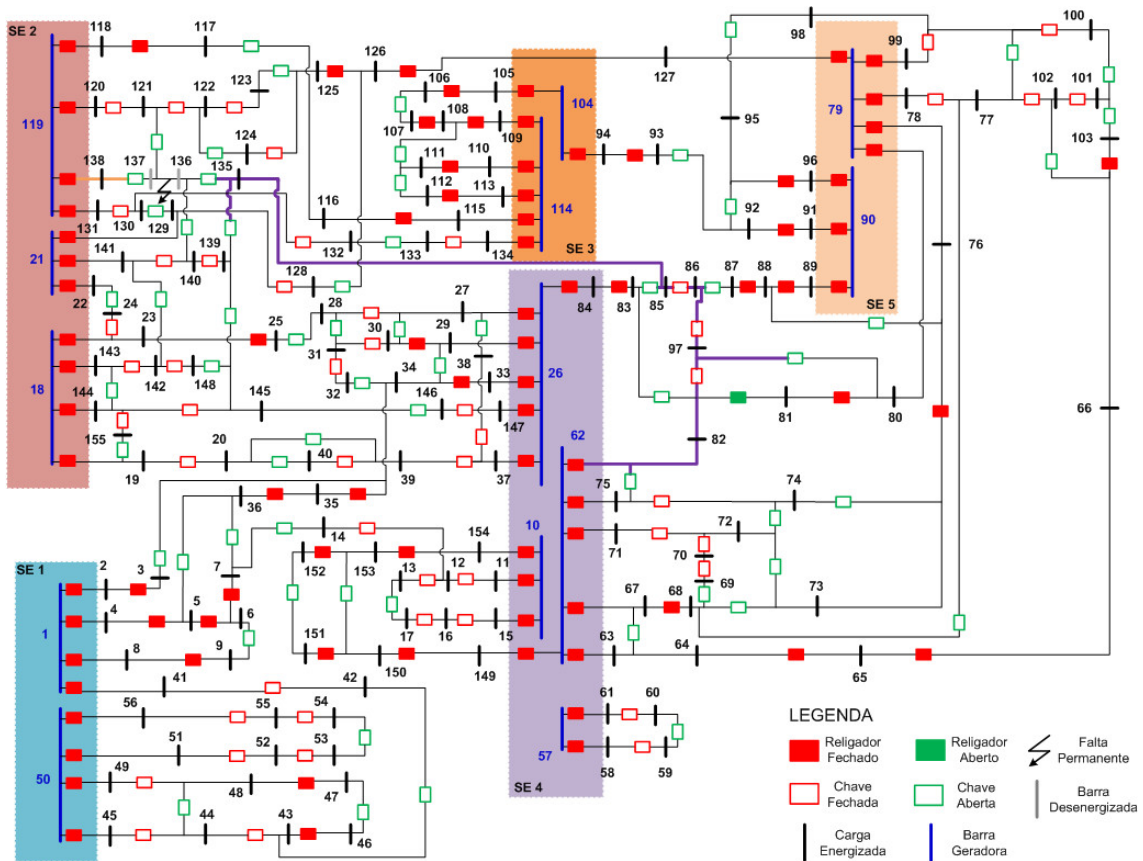 SE 2
118 117 126 98 99 100
123 125 127
120 121 122 106 105 104 79 102 101
119 107 108 109 95 78 77 103
124 94 93
138 137 136 135 111 110 96
112 113 114 90
116 115 92 91
131 130 129 132 133 134 SE 3
141 140 139 76
21 128 86 87 88 89
22 28 27 84 83 85 SE 5
24 23 25 30 29
143 31 97
34 38 33 26
18 144 142 148 145 32 146 81 80 66
147 62 82
155 20
19 40 39 37
36 35 75 74
14 154 10 72
SE 1 71
2 3 7 152 153 13 12 11 70
4 5 6 69
67 68 73
1 17 16 15
8 9 151 63 64
41 42 150 149 65
56 55 54 61 60
51 52 53 57
49 58 59
50 48 47 SE 4
45 44 43 46
LEGENDA
Religador
Fechado
Religador
Aberto
Falta
Permanente
Chave
Fechada
Chave
Aberta
Barra
Desenergizada
Carga
Energizada
Barra
Geradora